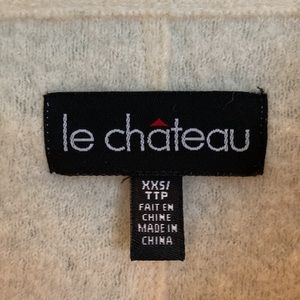 le château
XXS/
TTP
FAIT EN
CHINE
MADE IN
CHINA